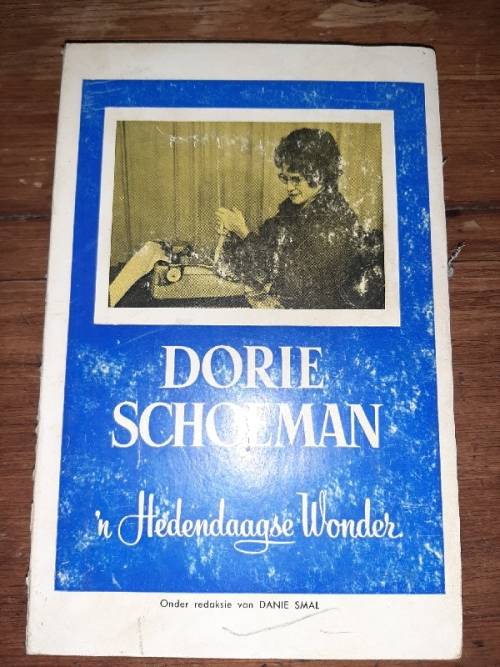 DORIE
SCHOEMAN
'n Hedendaagse Wonder
Onder redaksie van DANIE SMAL